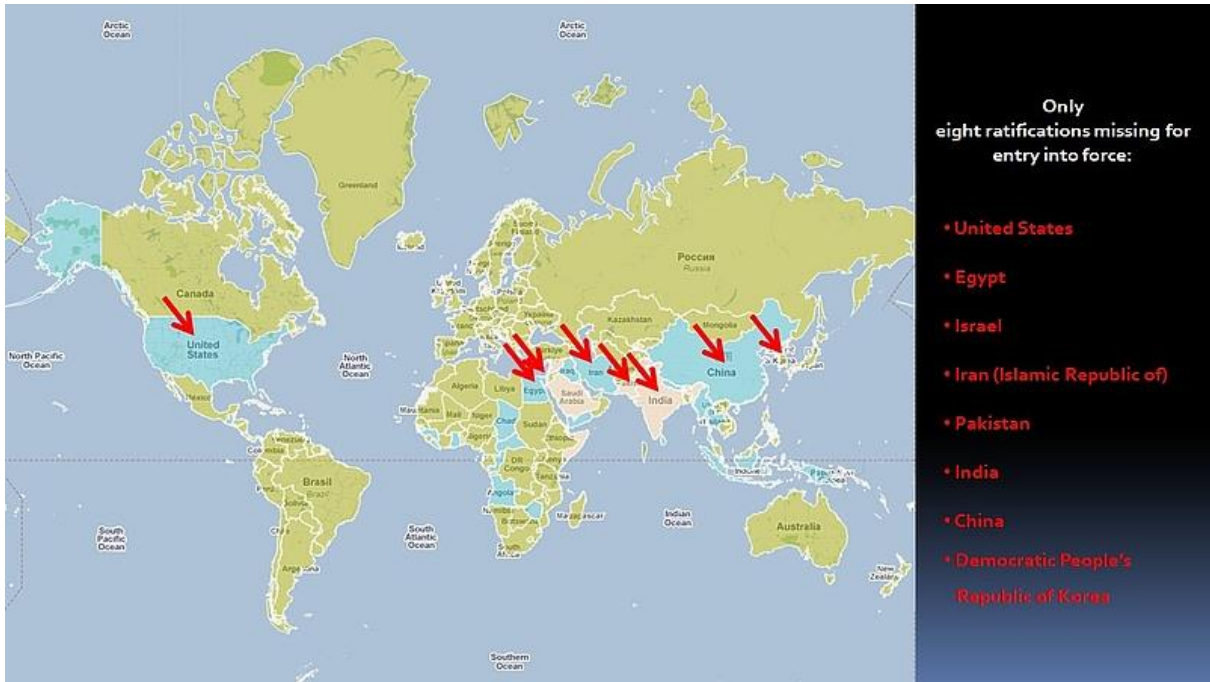 Arctic
Ocean
Arctic
Ocean
Greenland
Canada
United
States
North Pacific
Ocean
North
Atlantic
Ocean
México
Brasil
Brazil
South
Pacific
Ocean
South
Atlantic
Ocean
Россия
Russia
Kazakhstan
Mongolia
China
Iran
Iraq
Saudi
Arabia
India
Algeria
Libya
Egypt
Mali
Niger
Chad
Sudan
DR
Congo
Angola
Madagascar
Indian
Ocean
Australia
New
Southern
Ocean
Only
eight ratifications missing for
entry into force:
• United States
• Egypt
• Israel
• Iran (Islamic Republic of)
• Pakistan
• India
• China
• Democratic People's
Republic of Korea